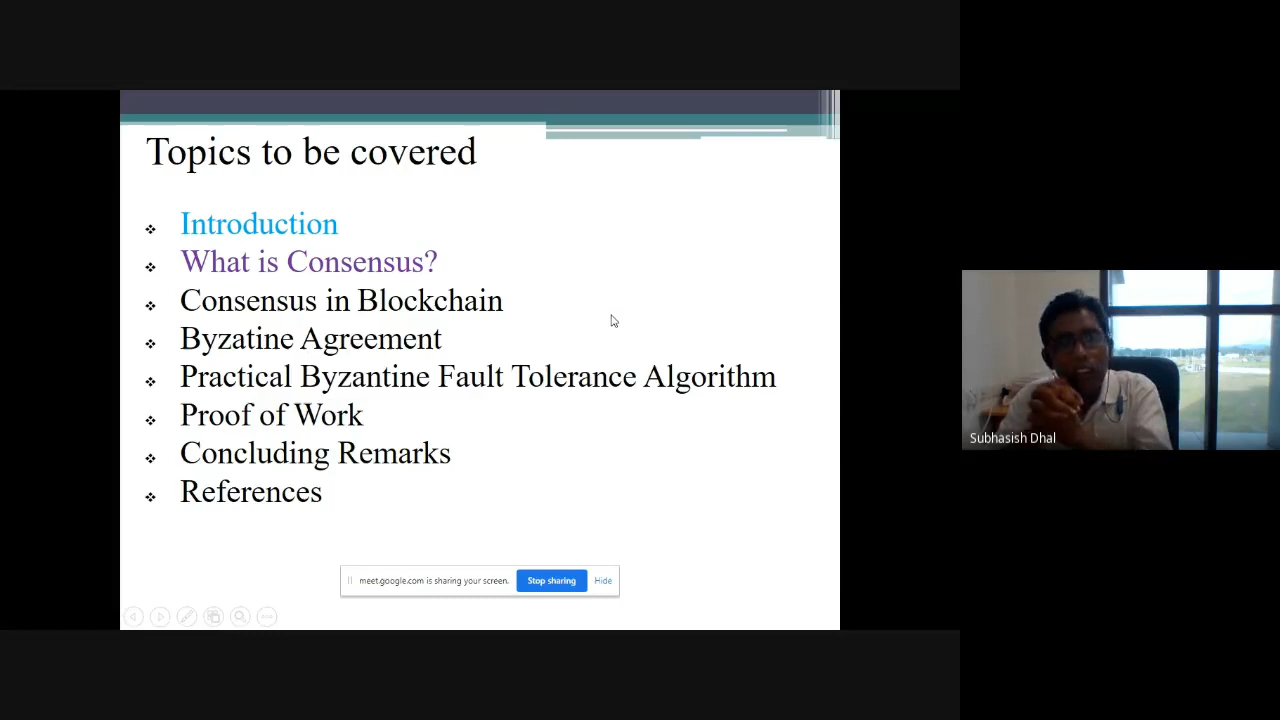 Topics to be covered
Introduction
What is Consensus?
Consensus in Blockchain
Byzatine Agreement
Practical Byzantine Fault Tolerance Algorithm
Proof of Work
Concluding Remarks
References
meet.google.com is sharing your screen. Stop sharing Hide
Subhasish Dhal